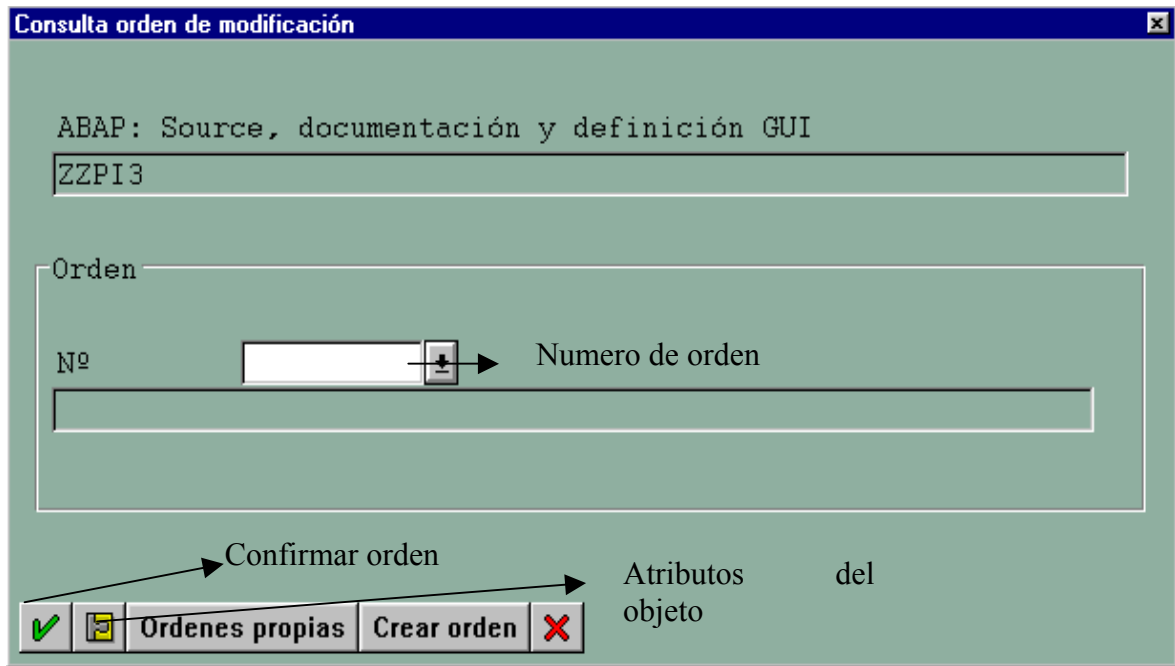 Consulta orden de modificación
ABAP: Source, documentación y definición GUI
ZZPI3
Orden
Nº
Numero de orden
Confirmar orden
Atributos del
objeto
Ordenes propias Crear orden